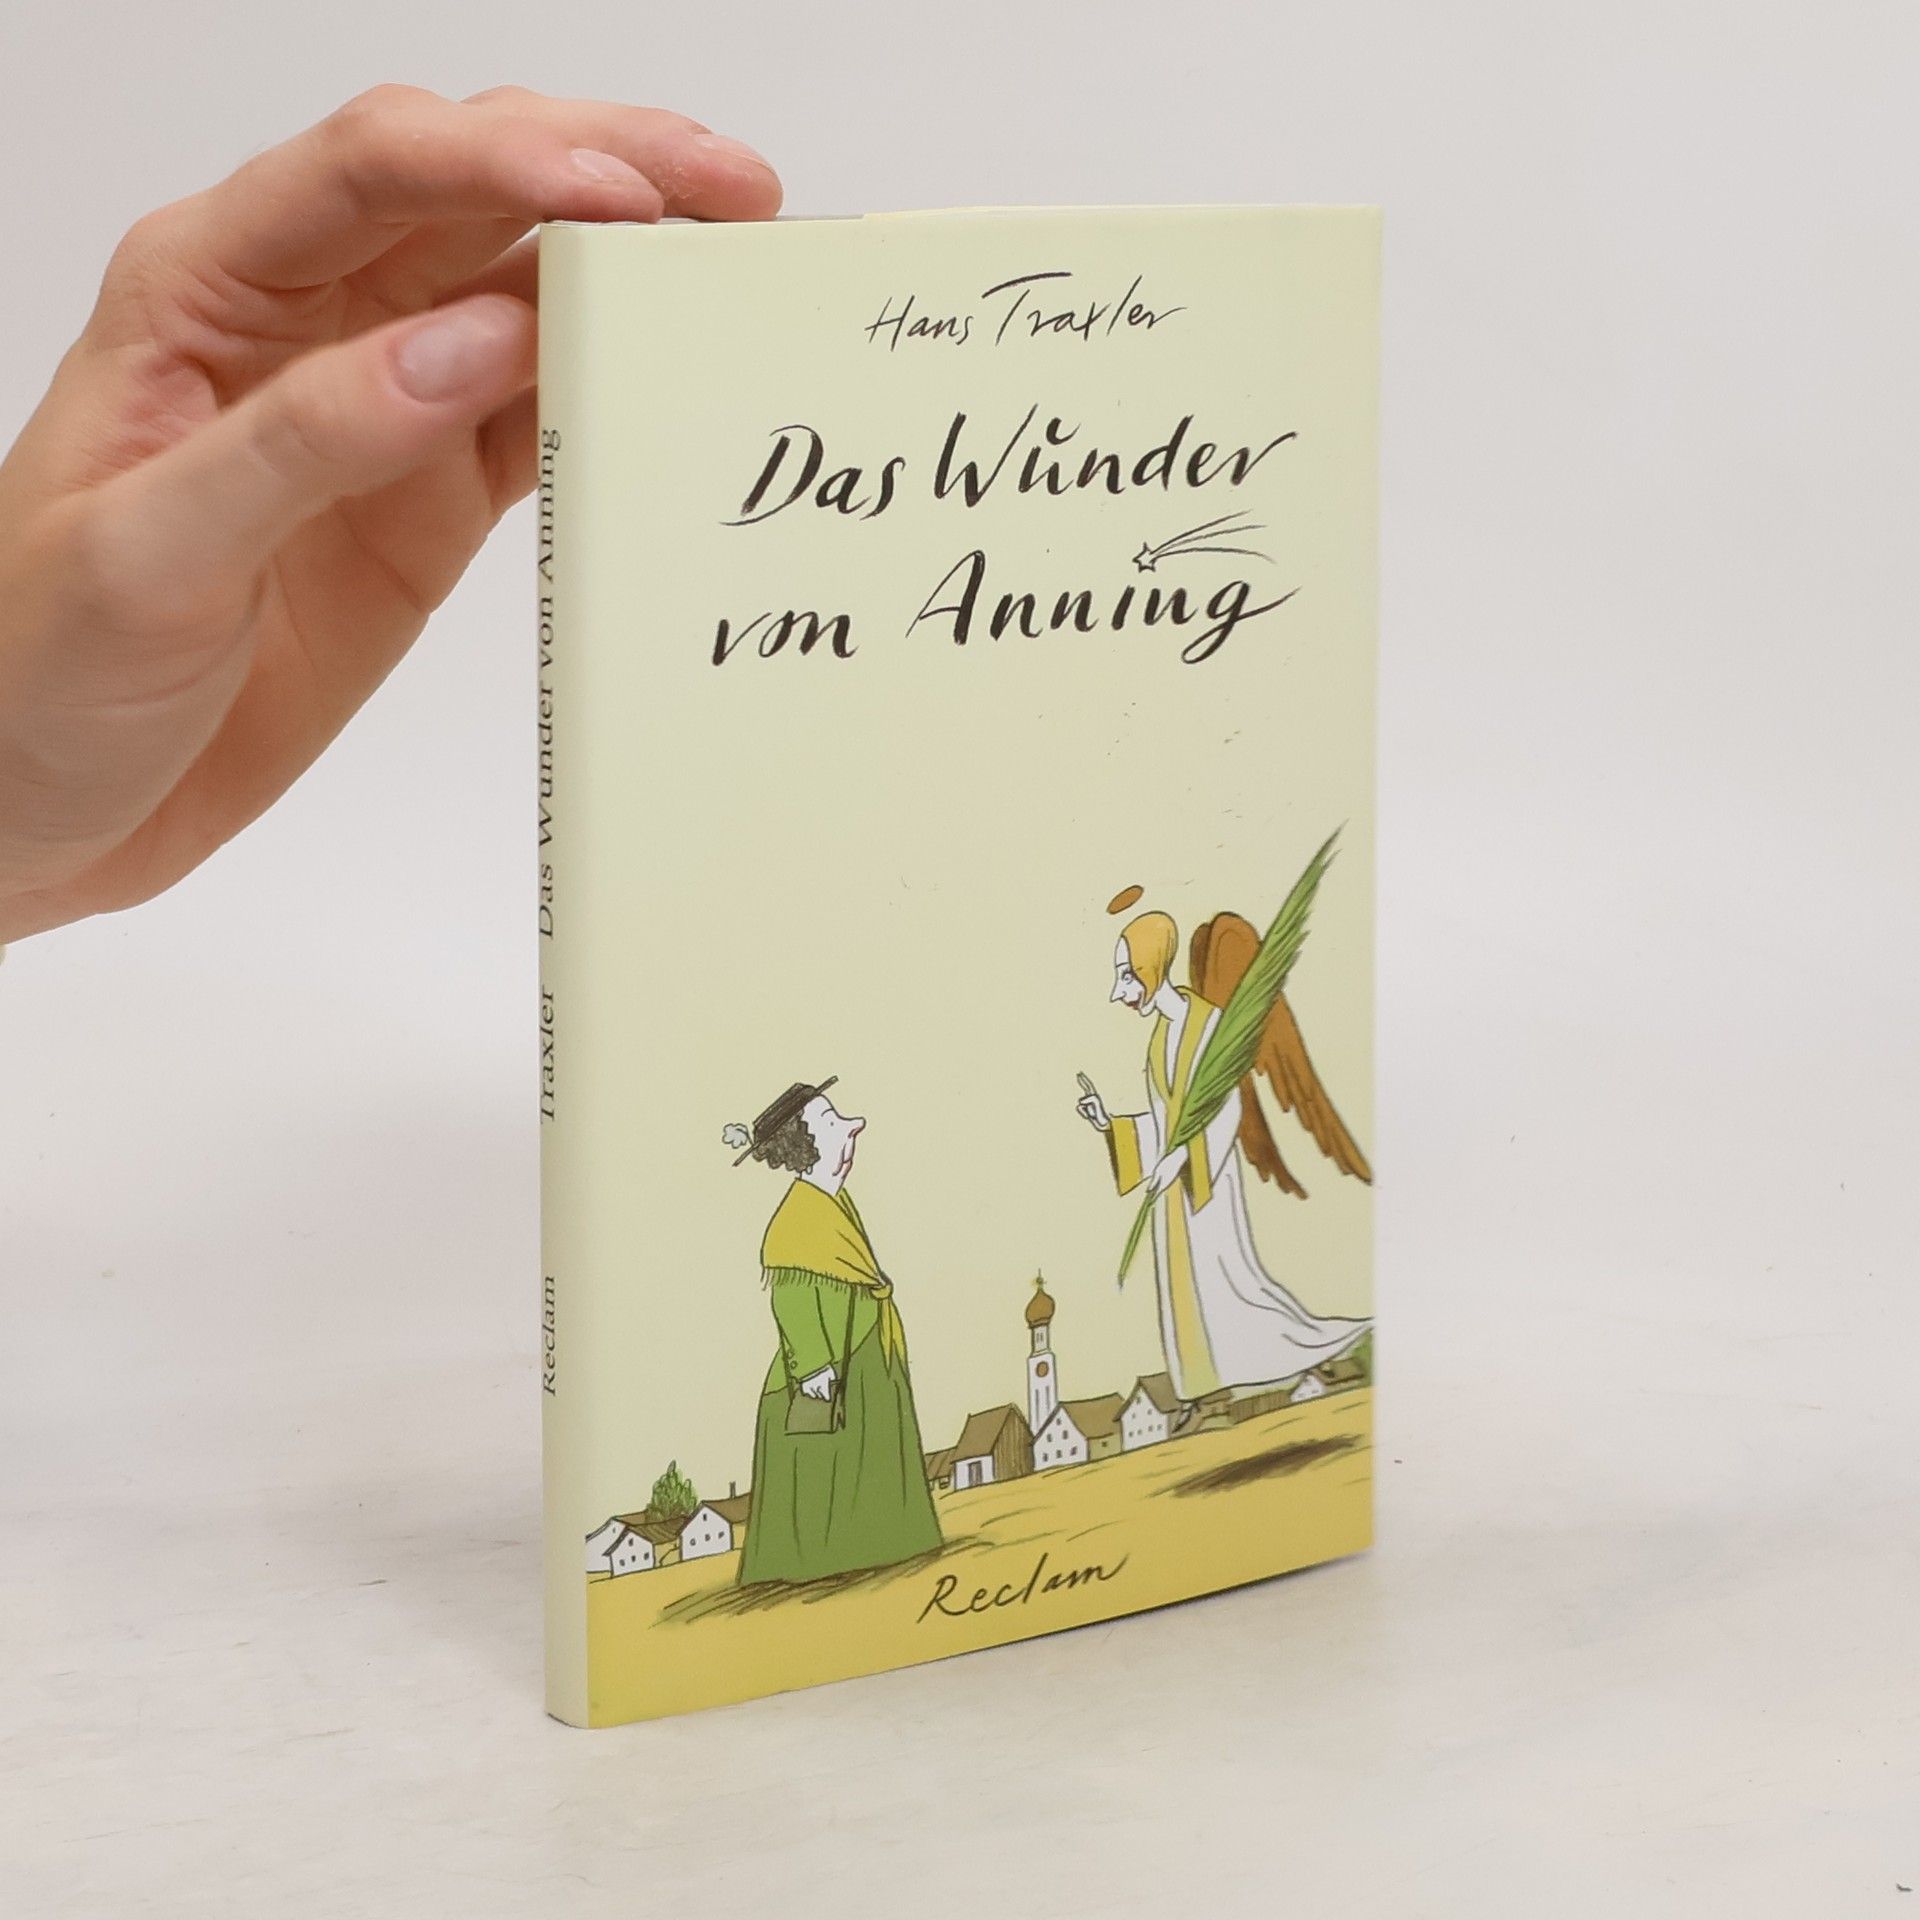 Hans Traxler
Das Wunder
von Anning
Reclam
Reclam Traxler Das Wunder von Anning